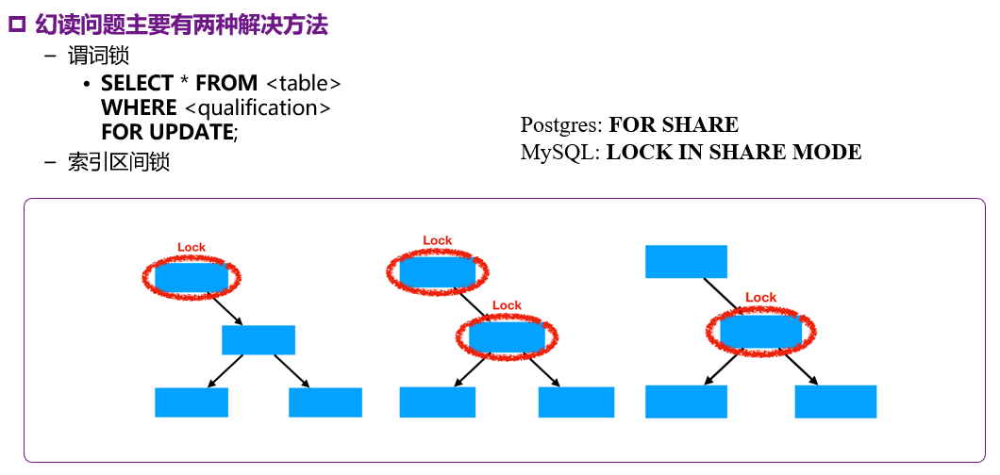 幻读问题主要有两种解决方法
– 谓词锁
• SELECT * FROM <table>
WHERE <qualification>
FOR UPDATE;
– 索引区间锁
Postgres: FOR SHARE
MySQL: LOCK IN SHARE MODE
Lock
Lock
Lock
Lock